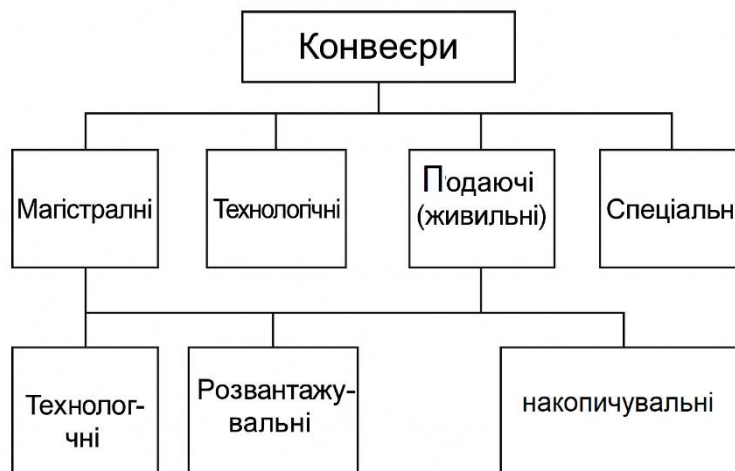 Конвеєри
Магістралні
Технологічні
Подаючі
(живильні)
Спеціальн
Технолог-
чні
Розвантажу-
вальні
накопичувальні